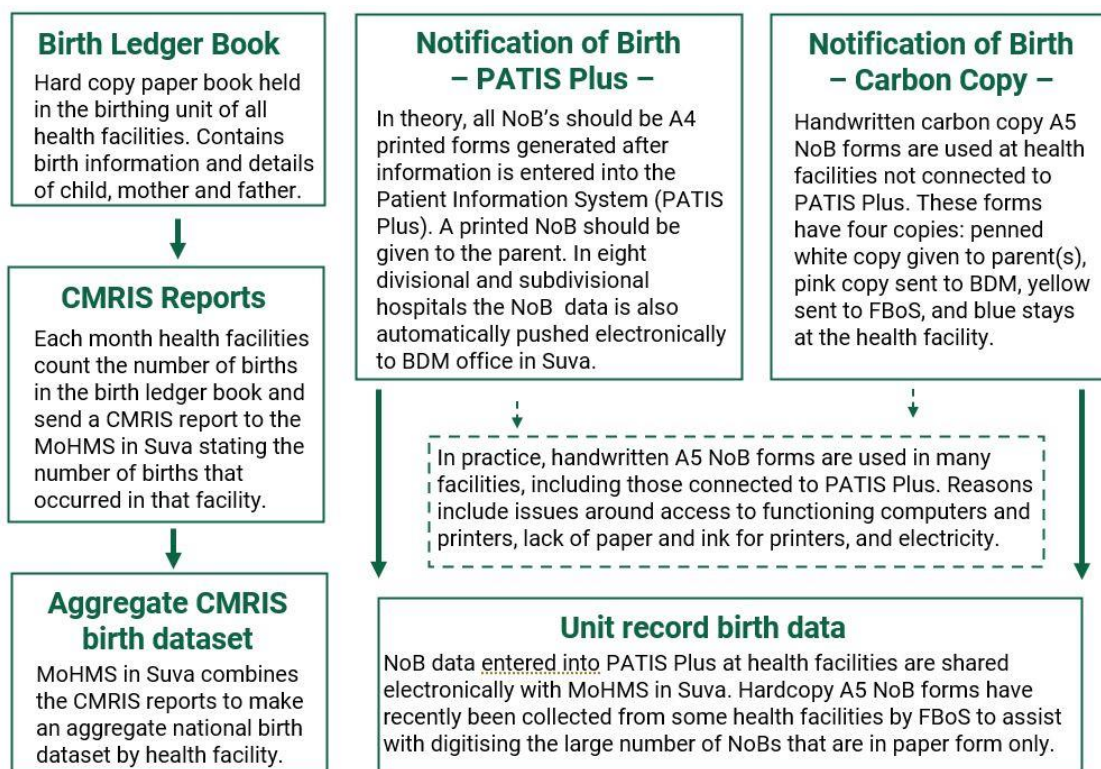 Birth Ledger Book
Hard copy paper book held
in the birthing unit of all
health facilities. Contains
birth information and details
of child, mother and father.
CMRIS Reports
Each month health facilities
count the number of births
in the birth ledger book and
send a CMRIS report to the
MoHMS in Suva stating the
number of births that
occurred in that facility.
Aggregate CMRIS
birth dataset
MoHMS in Suva combines
the CMRIS reports to make
an aggregate national birth
dataset by health facility.
Notification of Birth
– PATIS Plus –
In theory, all NoB's should be A4
printed forms generated after
information is entered into the
Patient Information System (PATIS
Plus). A printed NoB should be
given to the parent. In eight
divisional and subdivisional
hospitals the NoB data is also
automatically pushed electronically
to BDM office in Suva.
Notification of Birth
– Carbon Copy –
Handwritten carbon copy A5
NoB forms are used at health
facilities not connected to
PATIS Plus. These forms
have four copies: penned
white copy given to parent(s),
pink copy sent to BDM, yellow
sent to FBoS, and blue stays
at the health facility.
In practice, handwritten A5 NoB forms are used in many
facilities, including those connected to PATIS Plus. Reasons
include issues around access to functioning computers and
printers, lack of paper and ink for printers, and electricity.
Unit record birth data
NoB data entered into PATIS Plus at health facilities are shared
electronically with MoHMS in Suva. Hardcopy A5 NoB forms have
recently been collected from some health facilities by FBoS to assist
with digitising the large number of NoBs that are in paper form only.